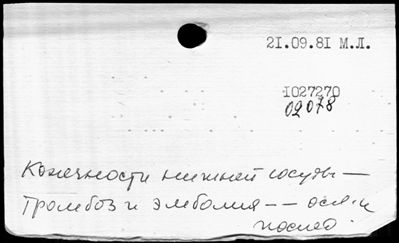 21.09.81 М.Л.
1027270
02078
Конечности нижней сосуды —
Тромбоз и эмболия — — осл. и
послед.